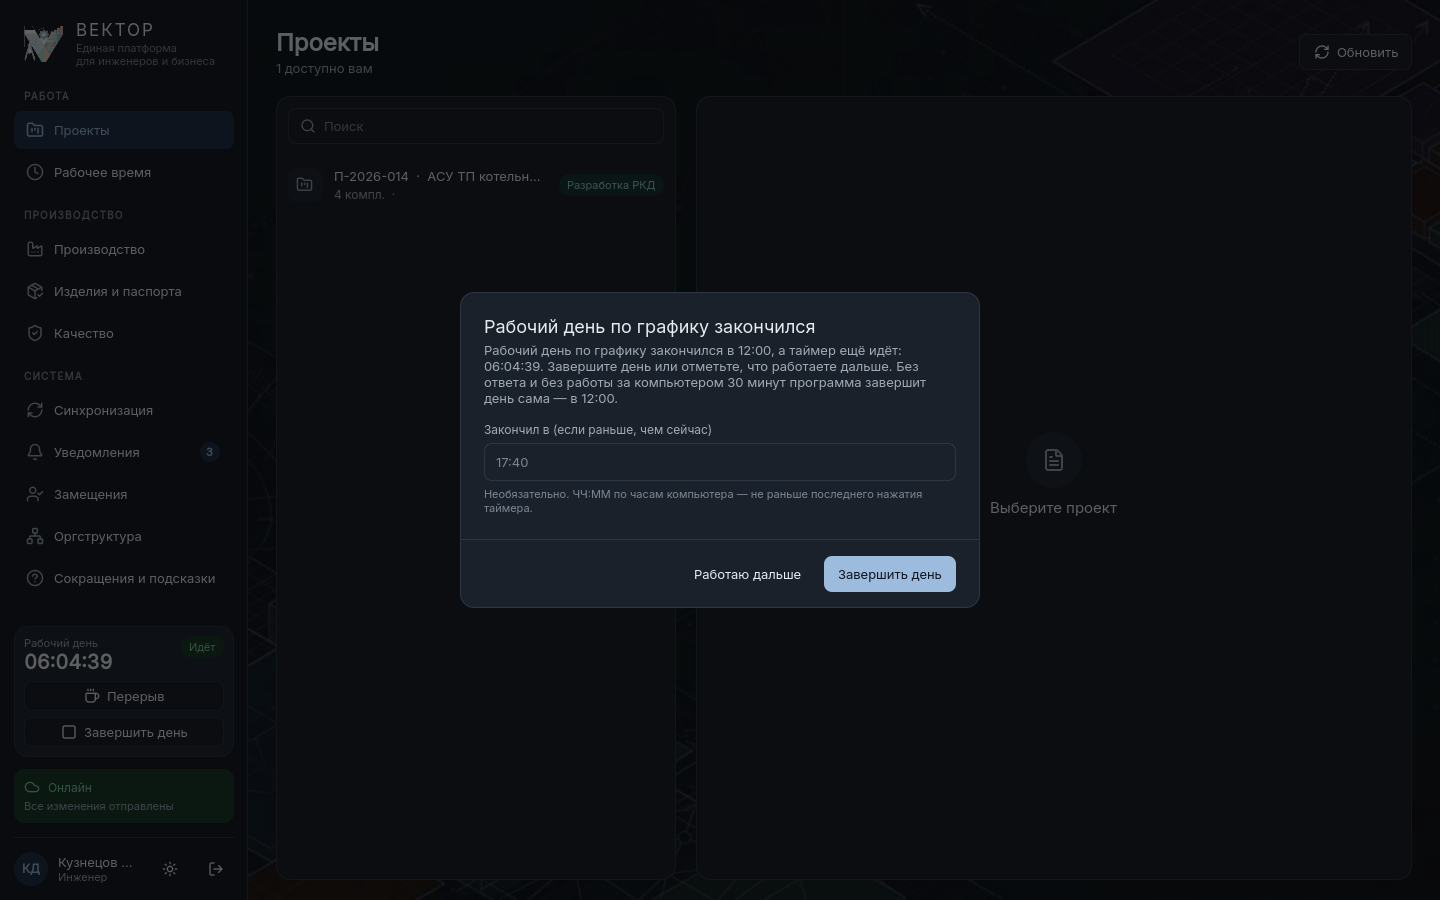 ВЕКТОР
Единая платформа
для инженеров и бизнеса
РАБОТА
Проекты
Рабочее время
ПРОИЗВОДСТВО
Производство
Изделия и паспорта
Качество
СИСТЕМА
Синхронизация
Уведомления 3
Замещения
Оргструктура
Сокращения и подсказки
Рабочий день
Идёт
06:04:39
Перерыв
Завершить день
Онлайн
Все изменения отправлены
КД
Кузнецов ...
Инженер
Проекты
1 доступно вам
Обновить
Поиск
П-2026-014 · АСУ ТП котельн...
4 компл. ·
Разработка РКД
Выберите проект
Рабочий день по графику закончился
Рабочий день по графику закончился в 12:00, а таймер ещё идёт:
06:04:39. Завершите день или отметьте, что работаете дальше. Без
ответа и без работы за компьютером 30 минут программа завершит
день сама — в 12:00.
Закончил в (если раньше, чем сейчас)
17:40
Необязательно. ЧЧ:ММ по часам компьютера — не раньше последнего нажатия
таймера.
Работаю дальше
Завершить день